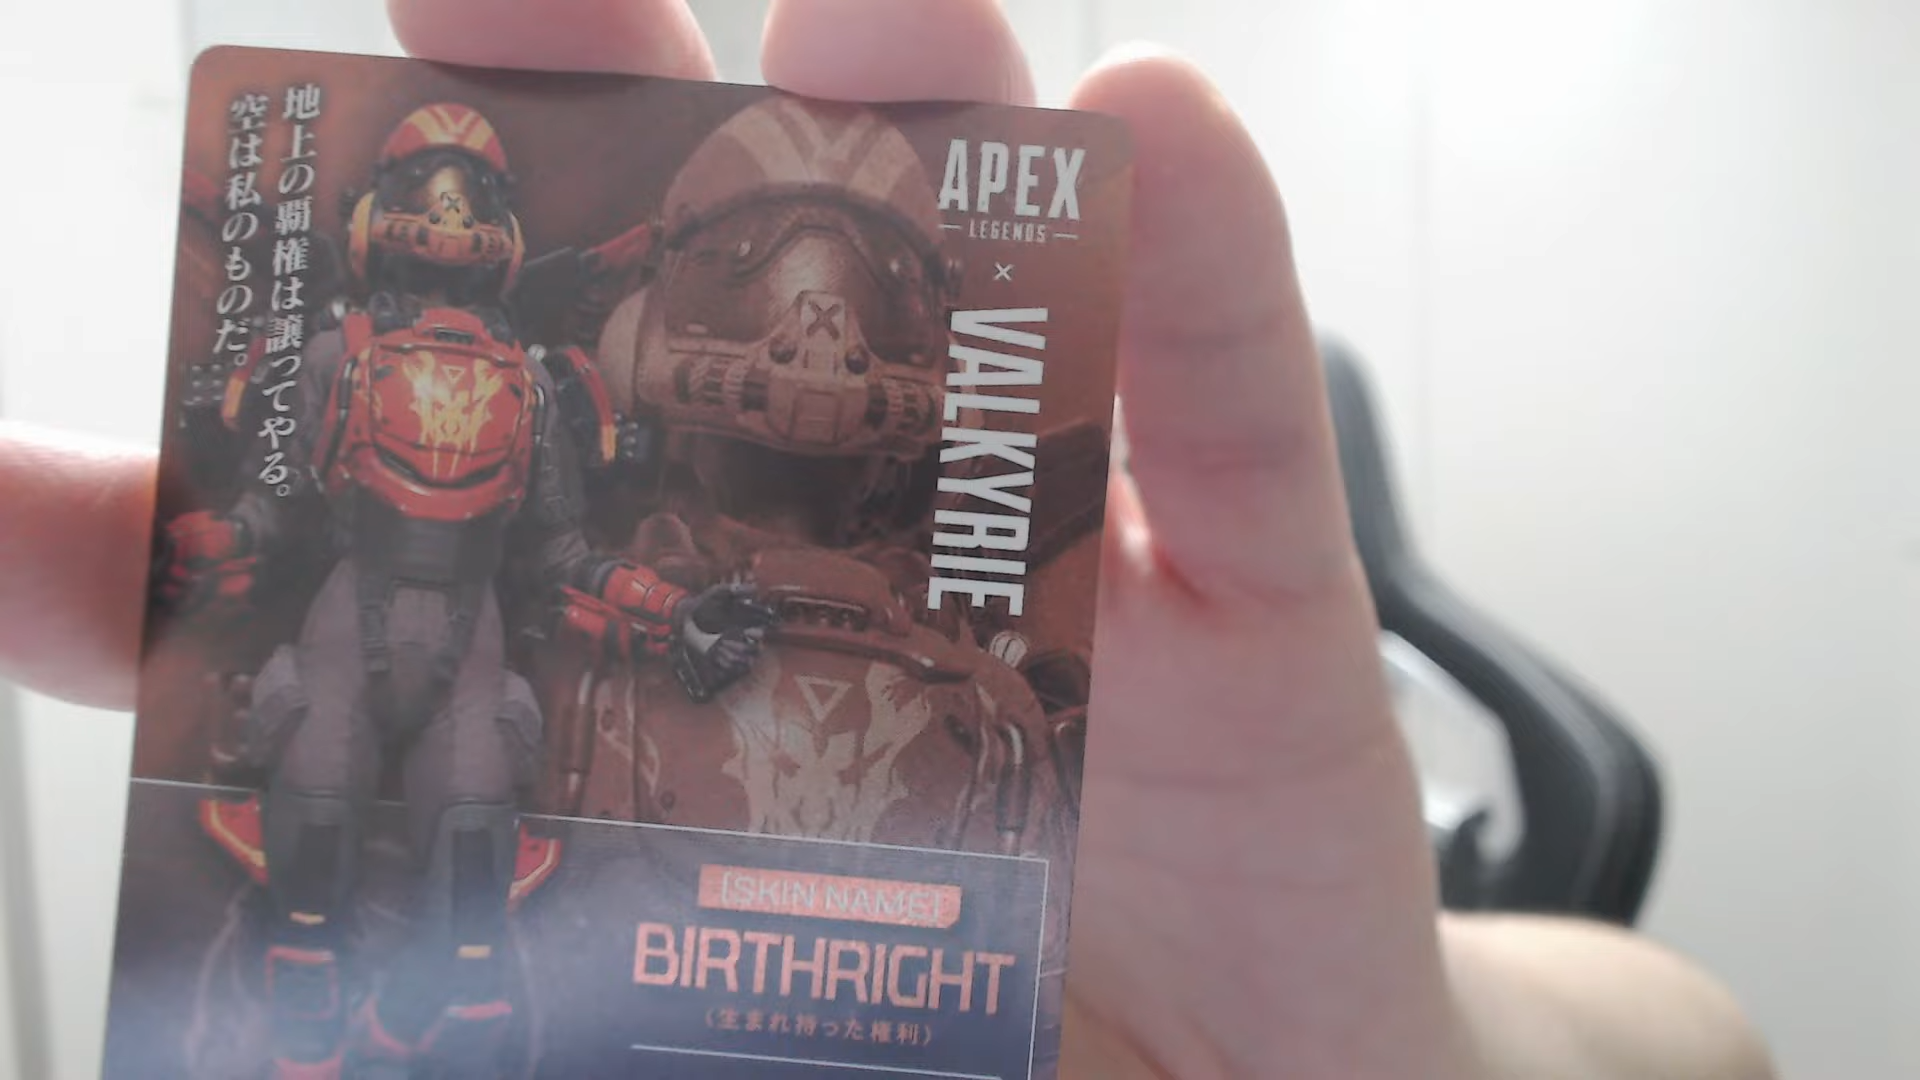 地上の覇権は譲ってやる。
空は私のものだ。
APEX
LEGENDS
×
VALKYRIE
[SKIN NAME]
BIRTHRIGHT
(生まれ持った権利)